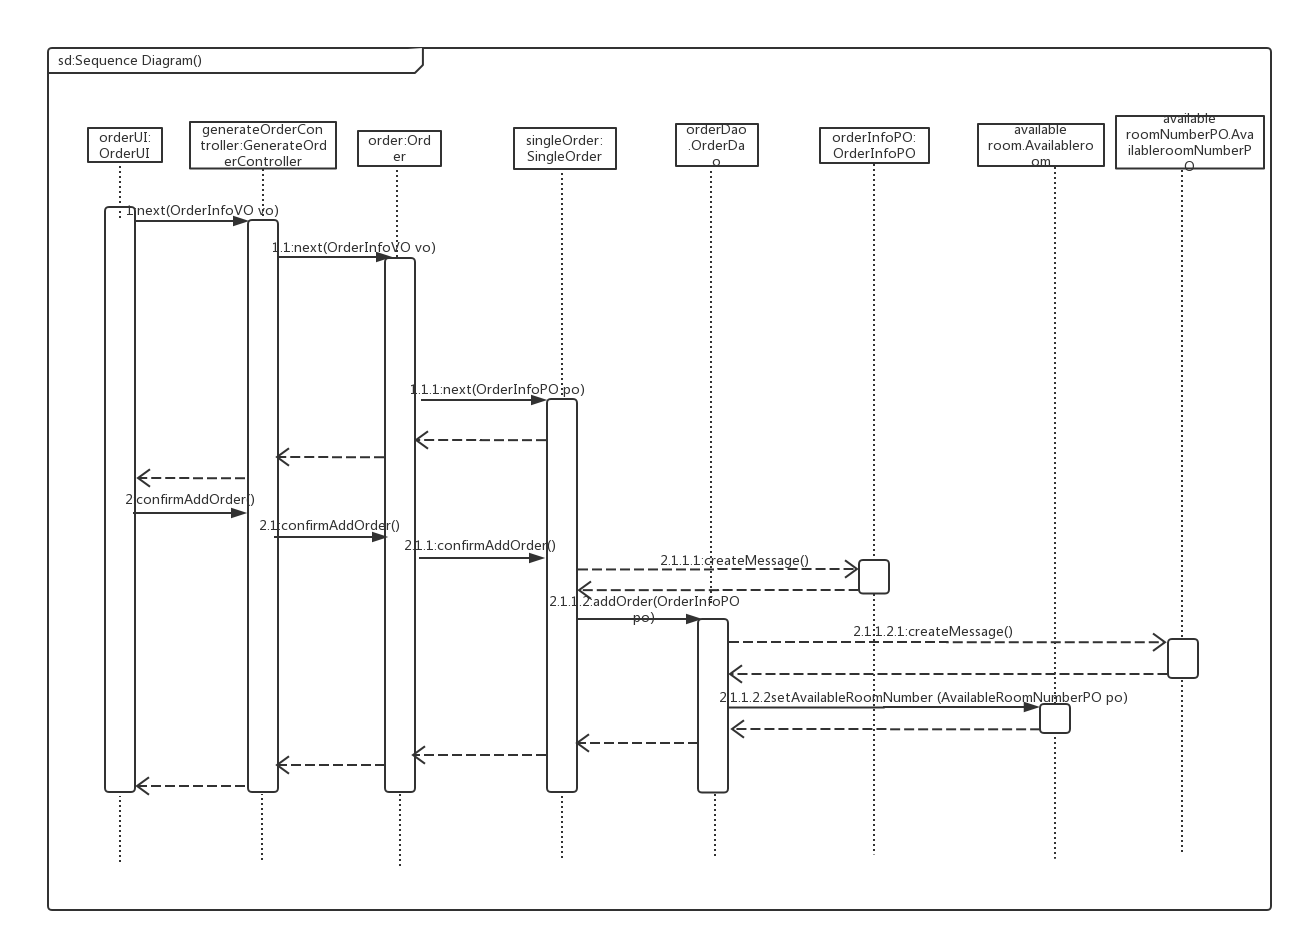 sd:Sequence Diagram()
orderUI:
OrderUI
generateOrderCon
troller:GenerateOrd
erController
order:Ord
er
singleOrder:
SingleOrder
orderDao
.OrderDa
o
orderInfoPO:
OrderInfoPO
available
room.Availablero
om
available
roomNumberPO.Ava
ilableroomNumberP
O
1:next(OrderInfoVO vo)
1.1:next(OrderInfoVO vo)
1.1.1:next(OrderInfoPO po)
2:confirmAddOrder()
2.1:confirmAddOrder()
2.1.1:confirmAddOrder()
2.1.1.1:createMessage()
2.1.1.2:addOrder(OrderInfoPO
po)
2.1.1.2.1:createMessage()
2.1.1.2.2setAvailableRoomNumber (AvailableRoomNumberPO po)